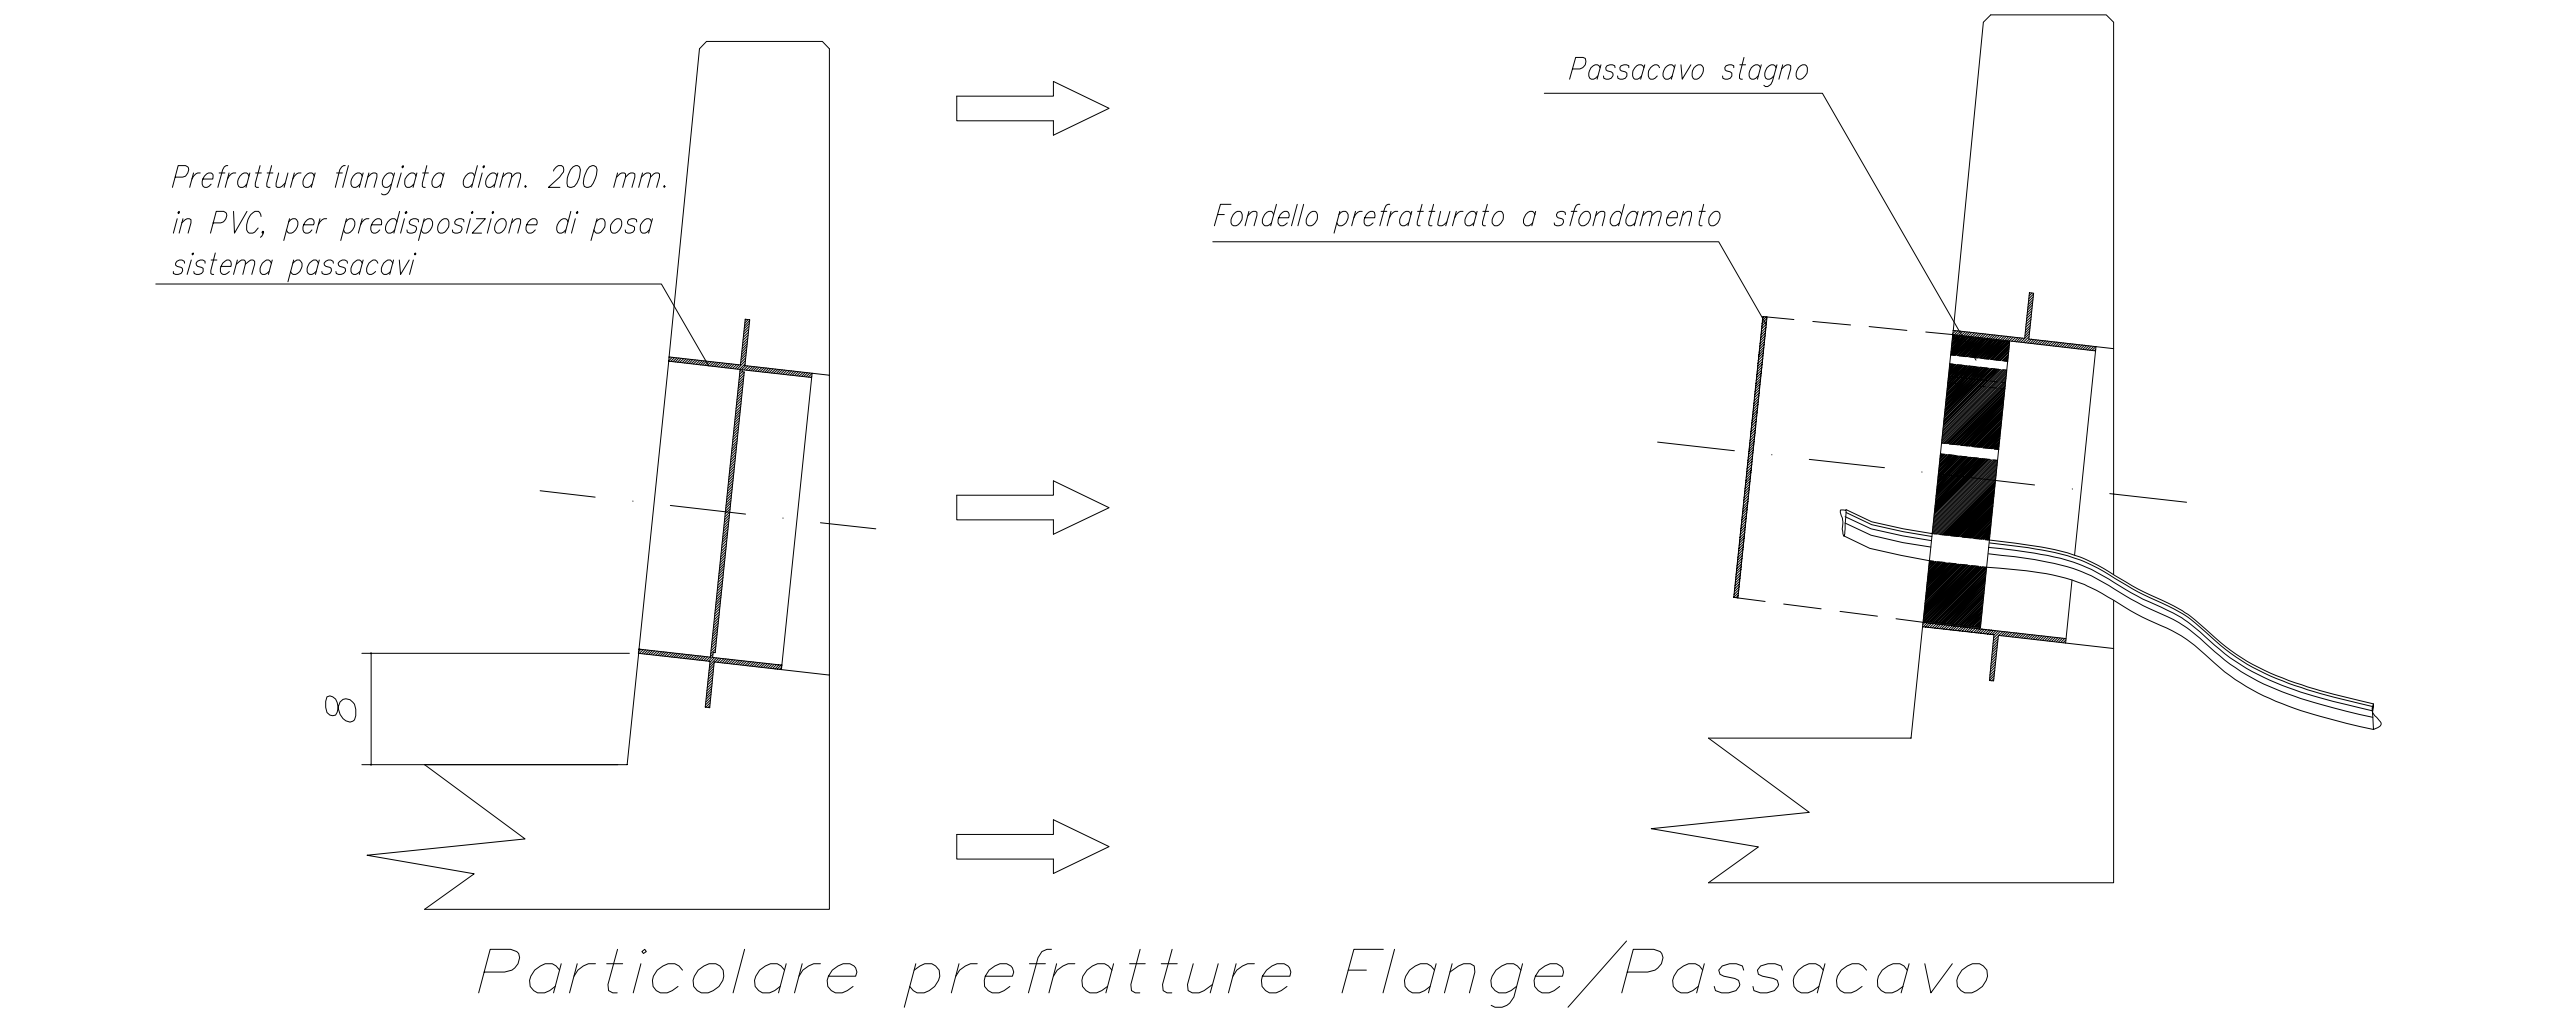 Passacavo stagno
Prefrattura flangiata diam. 200 mm.
in PVC, per predisposizione di posa
sistema passacavi
Fondello prefratturato a sfondamento
8
Particolare prefratture Flange/Passacavo